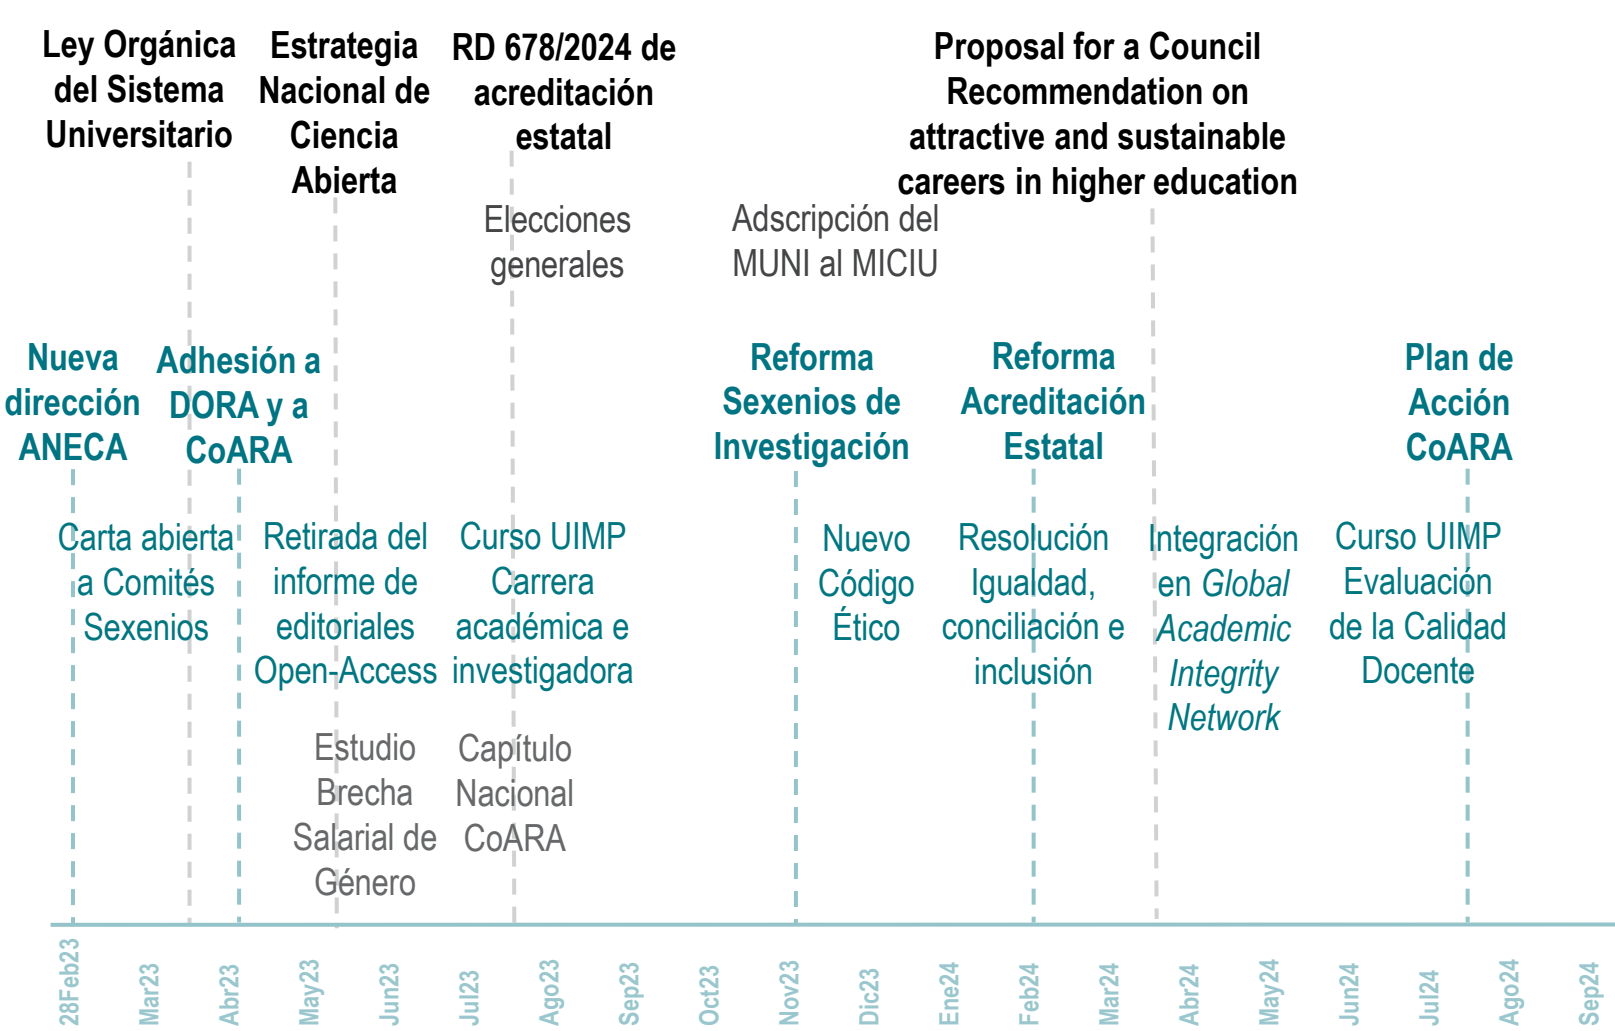 Ley Orgánica
del Sistema
Universitario
Estrategia
Nacional de
Ciencia
Abierta
RD 678/2024 de
acreditación
estatal
Proposal for a Council
Recommendation on
attractive and sustainable
careers in higher education
Elecciones
generales
Adscripción del
MUNI al MICIU
Nueva
dirección
ANECA
Adhesión a
DORA y a
CoARA
Reforma
Sexenios de
Investigación
Reforma
Acreditación
Estatal
Plan de
Acción
CoARA
Carta abierta
a Comités
Sexenios
Retirada del
informe de
editoriales
Open-Access
Curso UIMP
Carrera
académica e
investigadora
Nuevo
Código
Ético
Resolución
Igualdad,
conciliación e
inclusión
Integración
en Global
Academic
Integrity
Network
Curso UIMP
Evaluación
de la Calidad
Docente
Estudio
Brecha
Salarial de
Género
Capítulo
Nacional
CoARA
28Feb23
Mar23
Abr23
May23
Jun23
Jul23
Ago23
Sep23
Oct23
Nov23
Dic23
Ene24
Feb24
Mar24
Abr24
May24
Jun24
Jul24
Ago24
Sep24